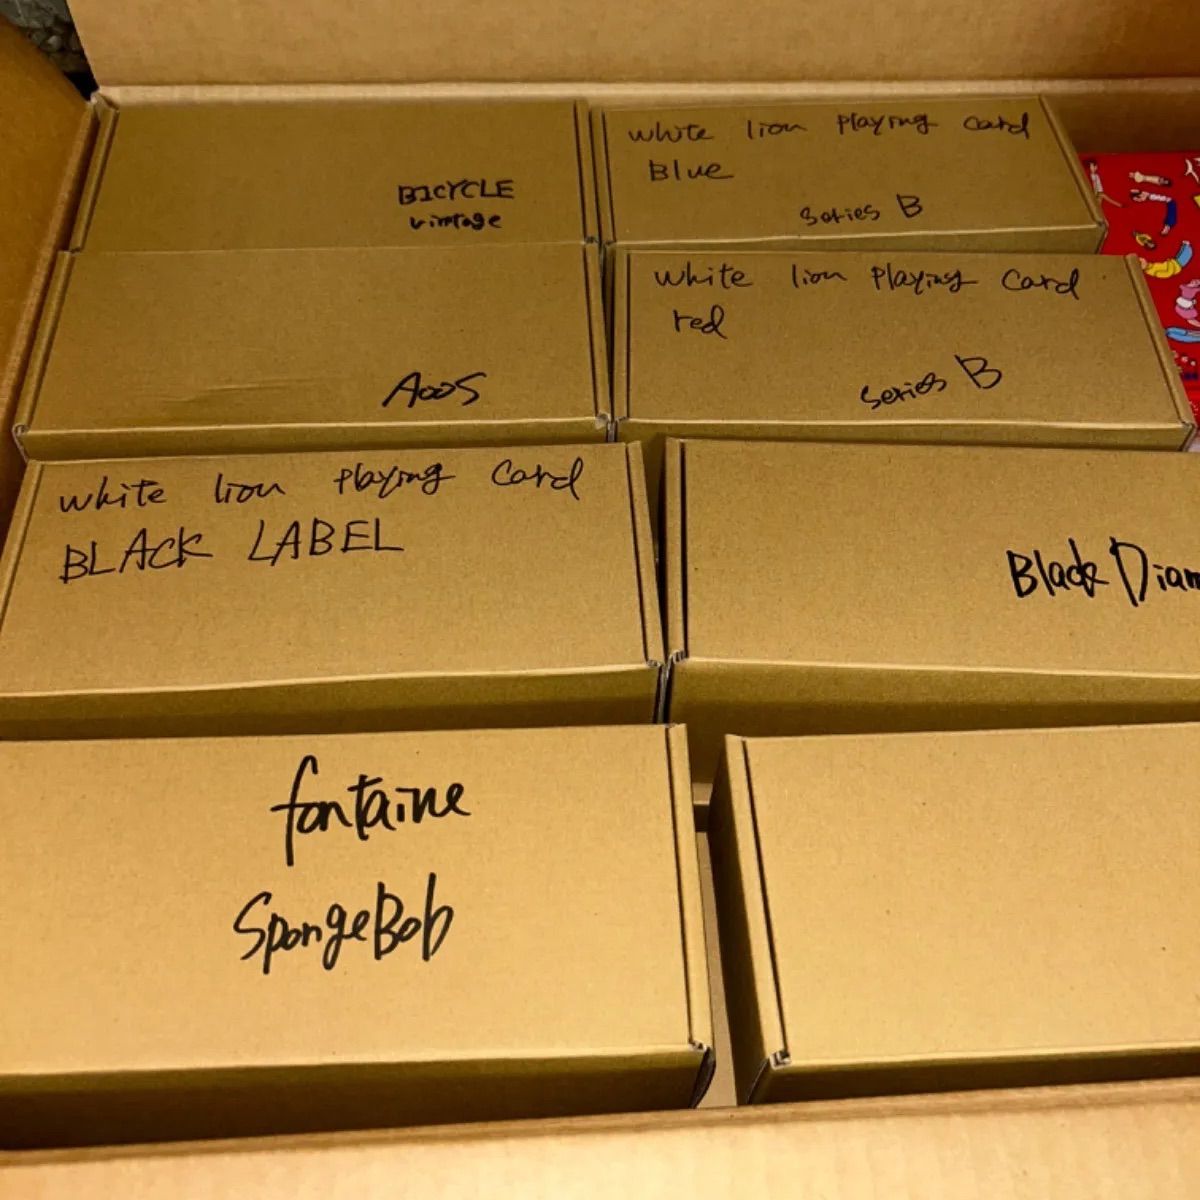 BICYCLE
vintage
white lion playing card
Blue
series B
AooS
white lion playing card
red
series B
white lion playing card
BLACK LABEL
Black Diam
fontaine
SpongeBob